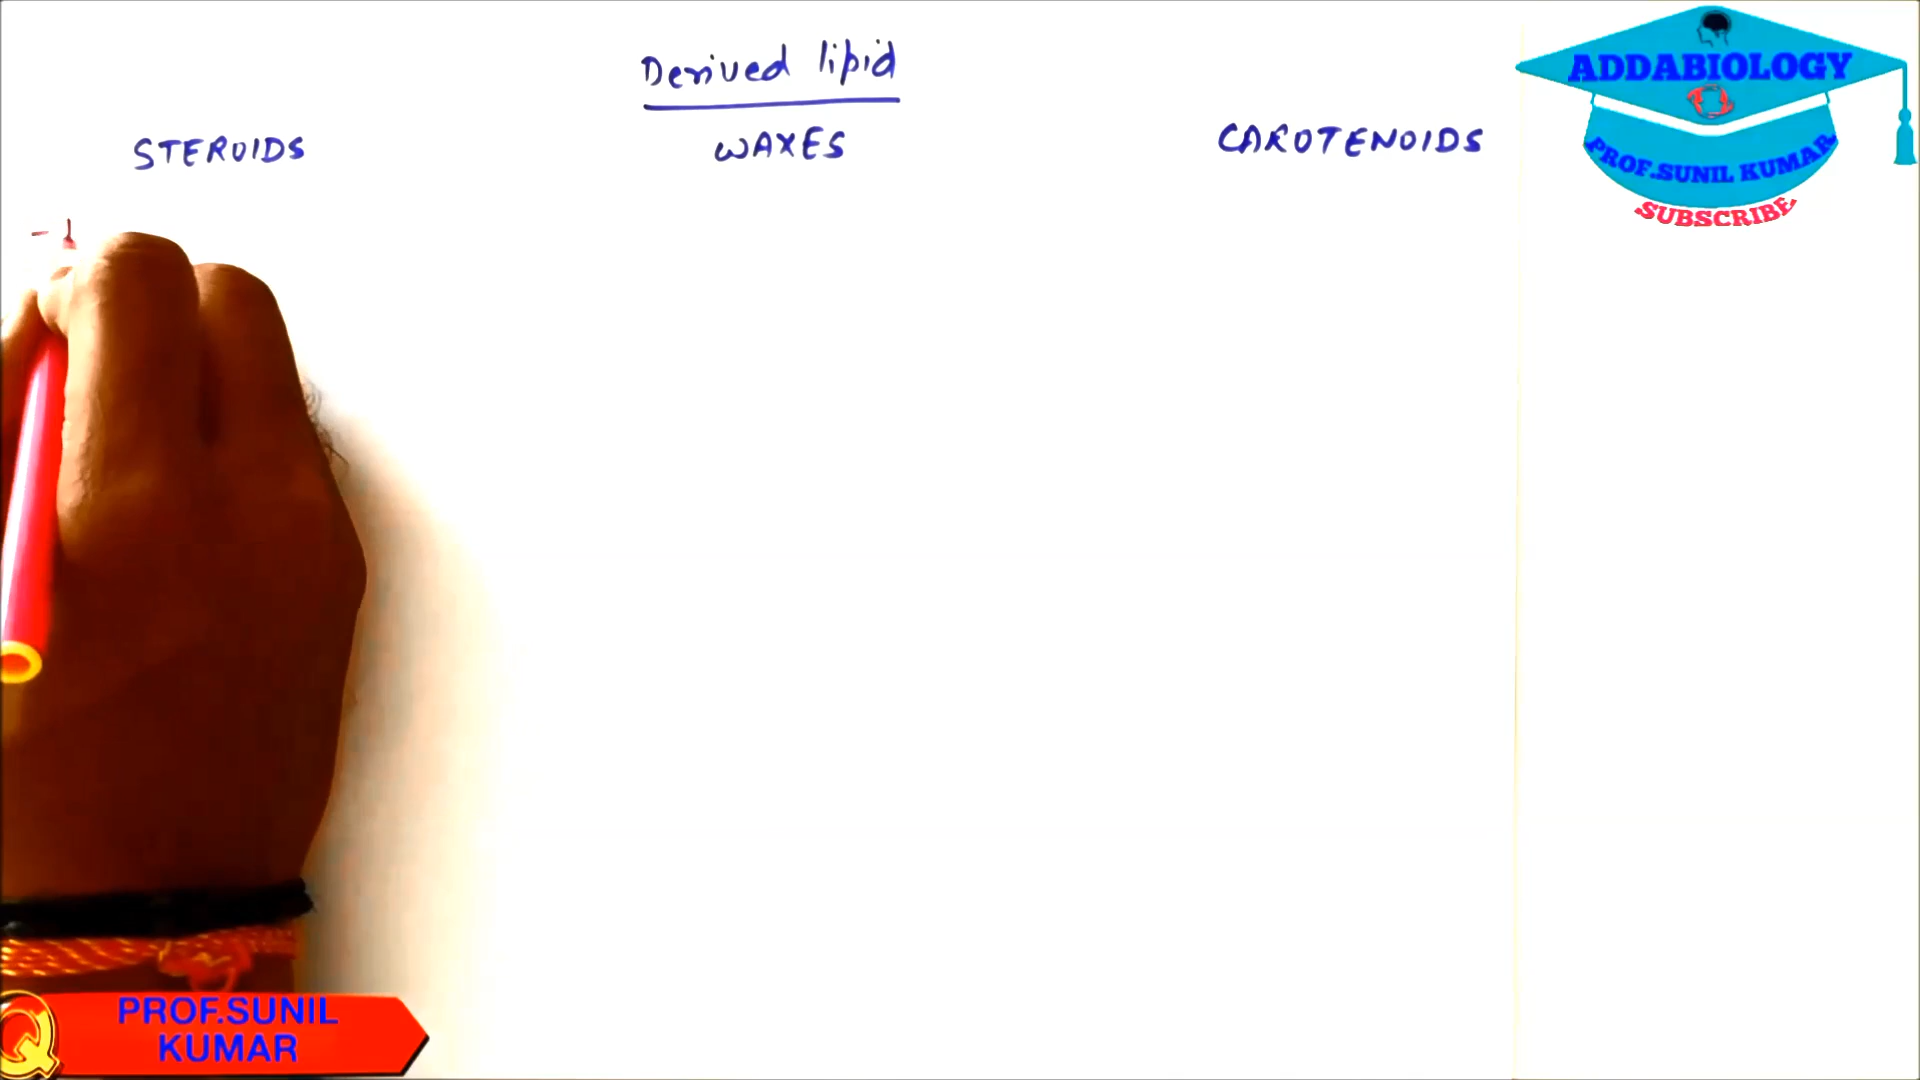 Derived lipid
STEROIDS
WAXES
CAROTENOIDS
ADDABIOLOGY
PROF.SUNIL KUMAR
SUBSCRIBE
PROF.SUNIL
KUMAR